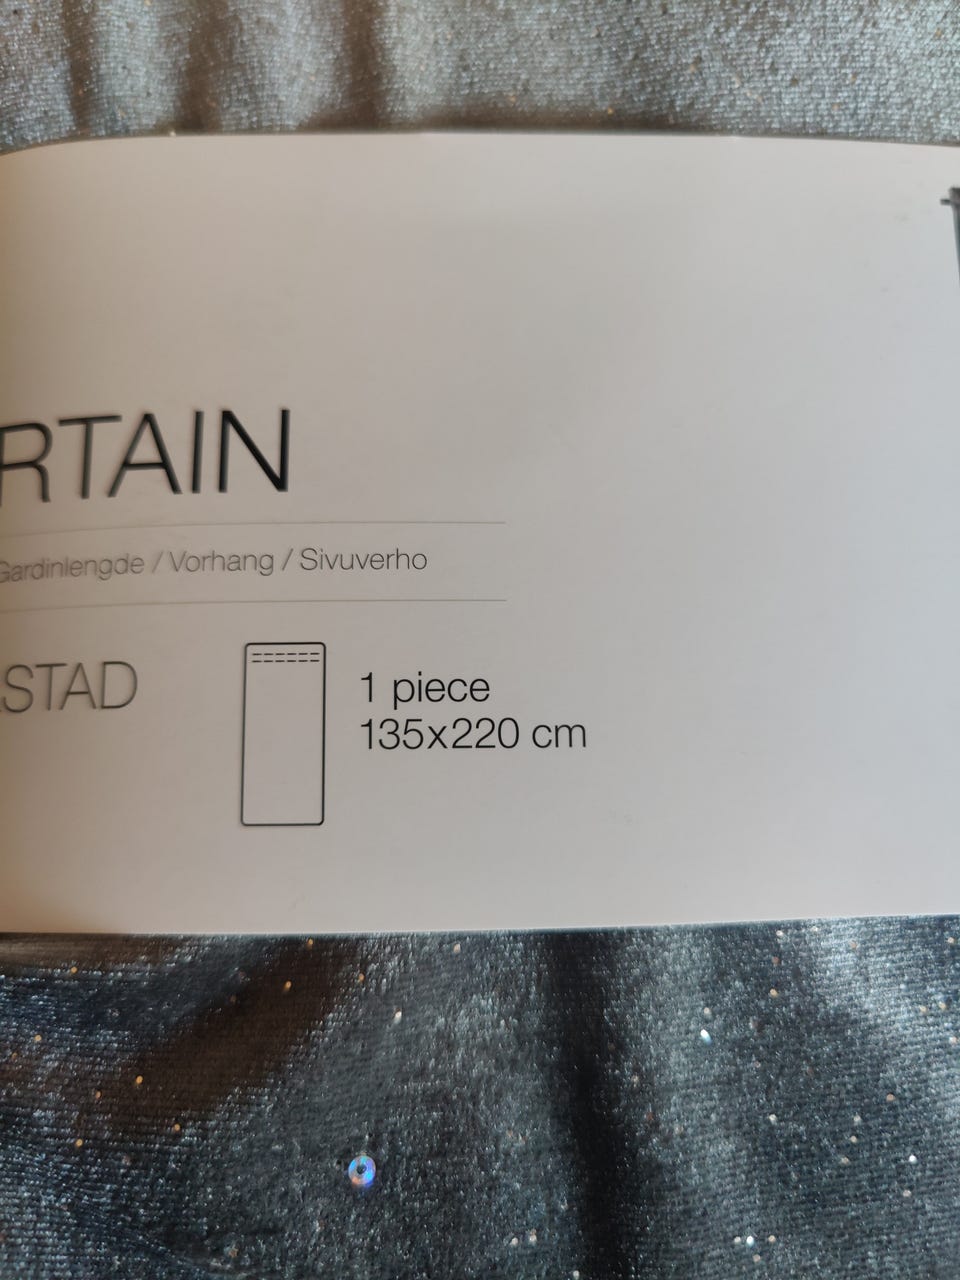 RTAIN
Gardinlengde / Vorhang / Sivuverho
STAD
1 piece
135x220 cm